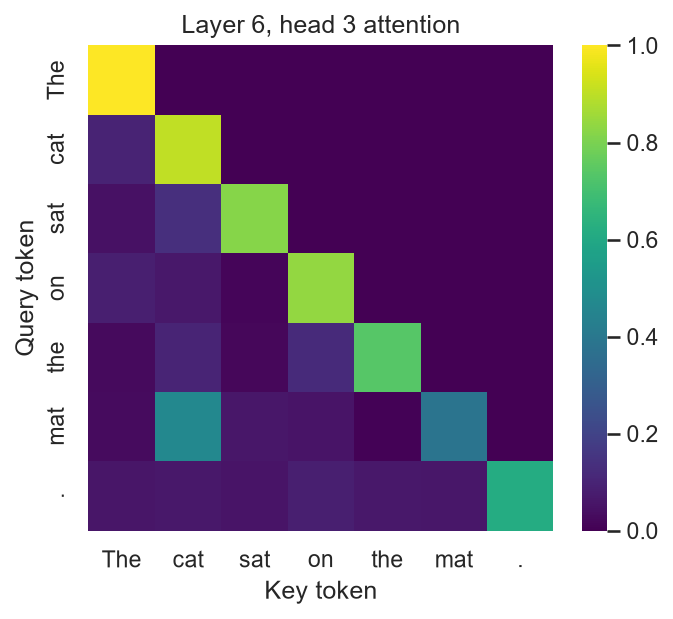 Layer 6, head 3 attention
Query token
The
cat
sat
on
the
mat
.
The cat sat on the mat .
Key token
1.0
0.8
0.6
0.4
0.2
0.0